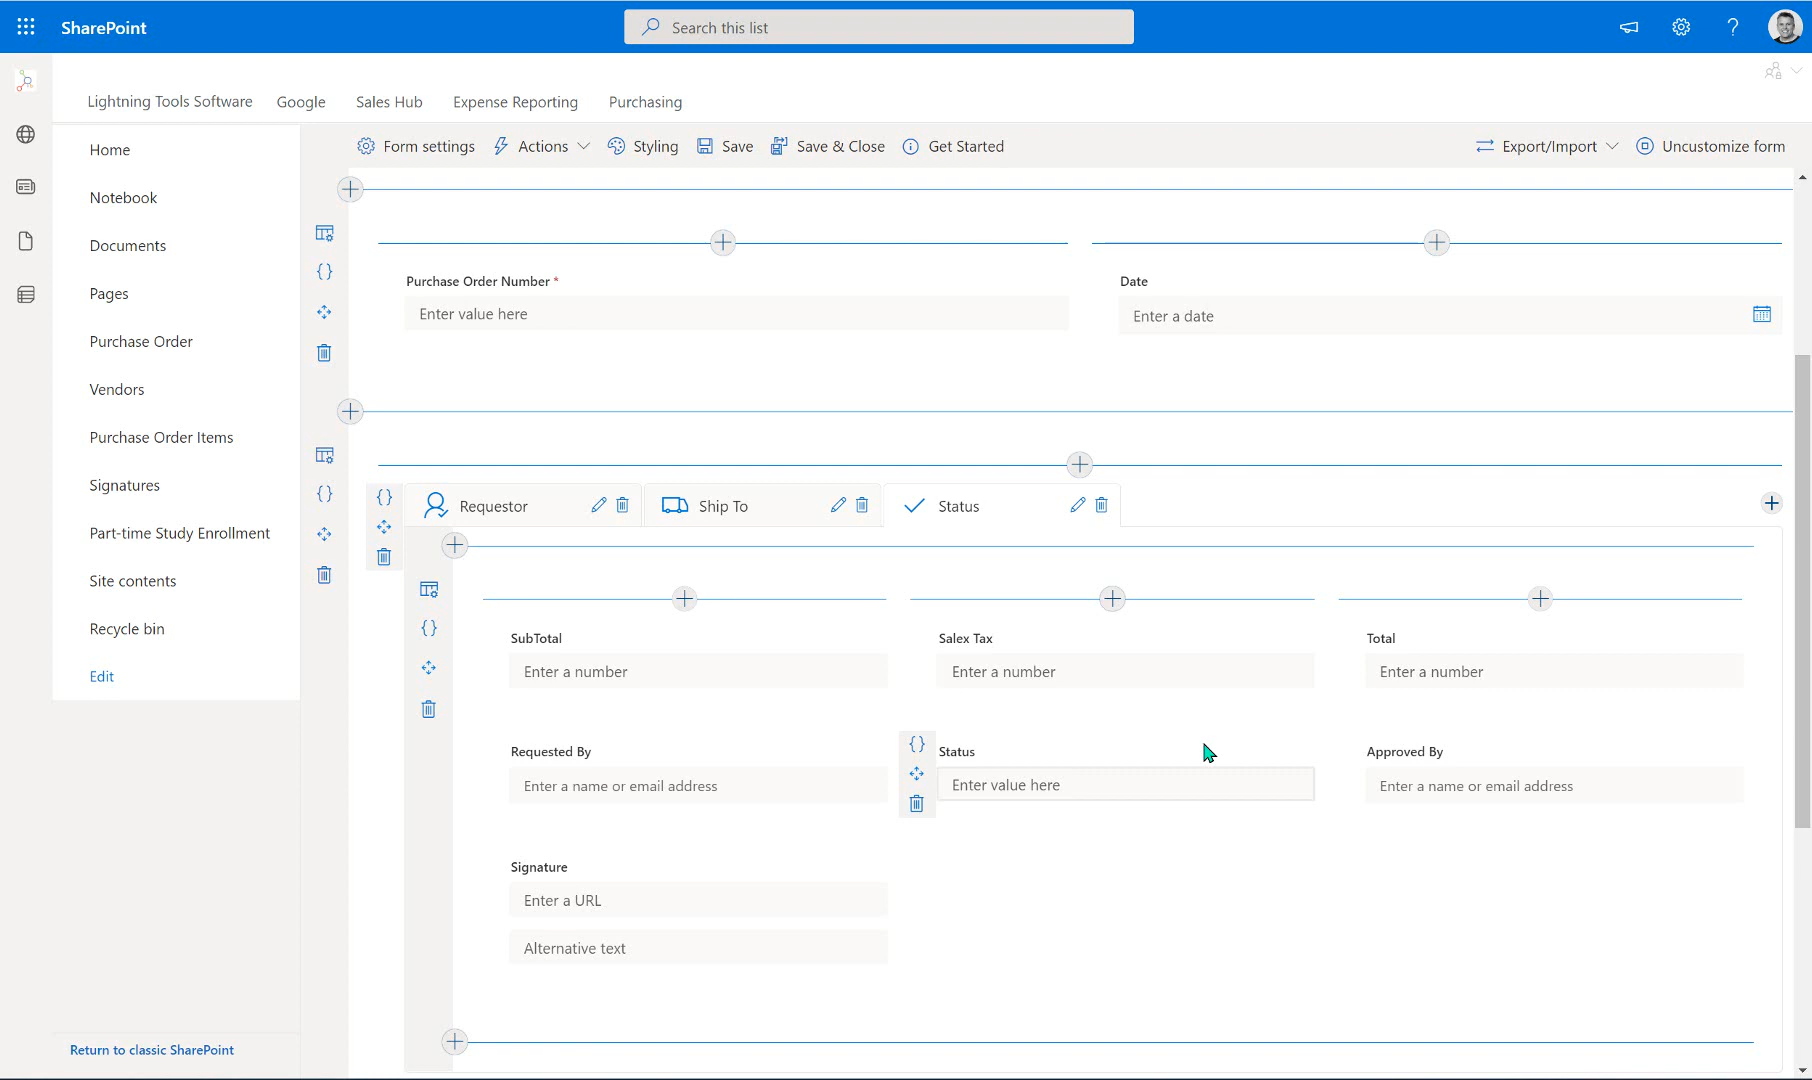 SharePoint
Search this list
?
Lightning Tools Software Google Sales Hub Expense Reporting Purchasing
Home
Notebook
Documents
Pages
Purchase Order
Vendors
Purchase Order Items
Signatures
Part-time Study Enrollment
Site contents
Recycle bin
Edit
Return to classic SharePoint
Form settings Actions Styling Save Save & Close Get Started Export/Import Uncustomize form
Purchase Order Number * Date
Enter value here Enter a date
Requestor Ship To Status
SubTotal Salex Tax Total
Enter a number Enter a number Enter a number
Requested By Status Approved By
Enter a name or email address Enter value here Enter a name or email address
Signature
Enter a URL
Alternative text